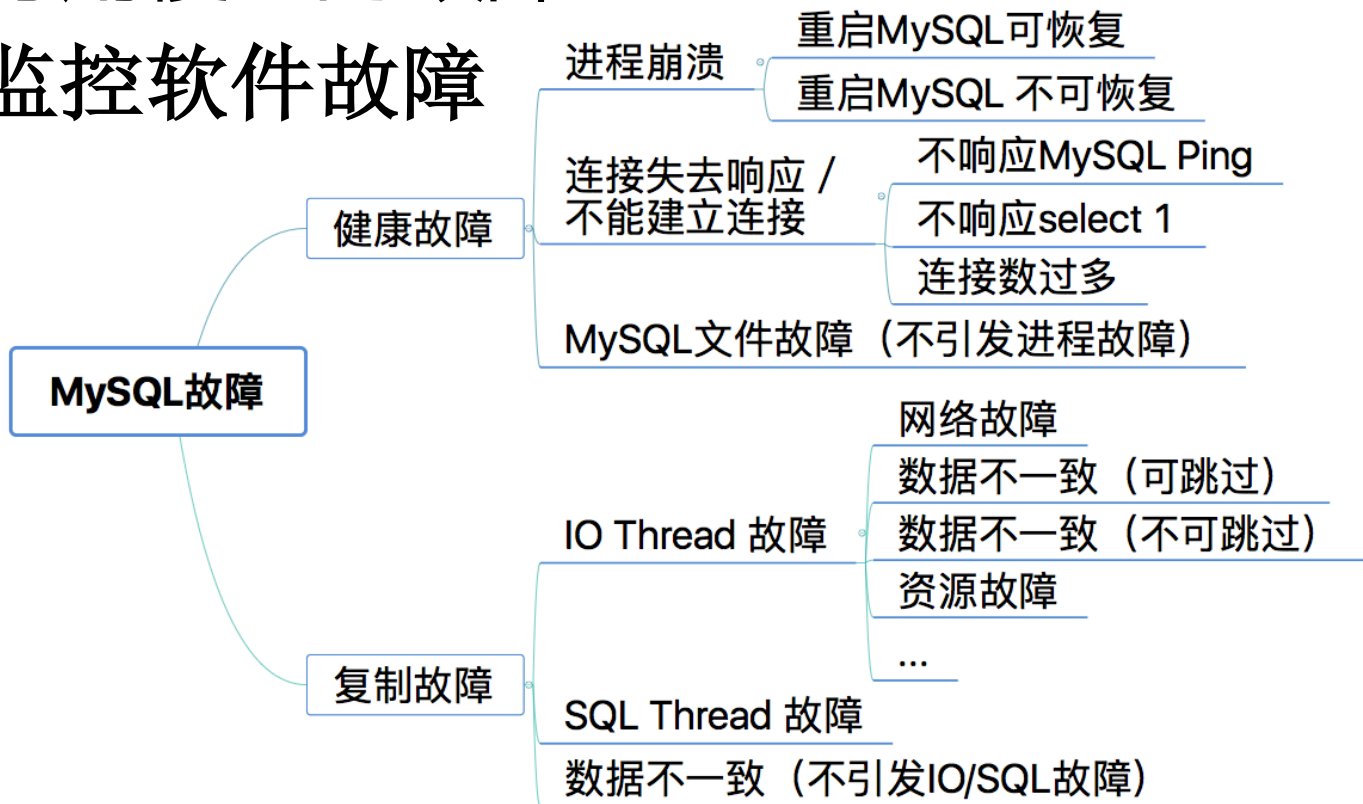 监控软件故障
MySQL故障
健康故障
进程崩溃
重启MySQL可恢复
重启MySQL 不可恢复
连接失去响应 /
不能建立连接
不响应MySQL Ping
不响应select 1
连接数过多
MySQL文件故障（不引发进程故障）
复制故障
IO Thread 故障
网络故障
数据不一致（可跳过）
数据不一致（不可跳过）
资源故障
...
SQL Thread 故障
数据不一致（不引发IO/SQL故障）